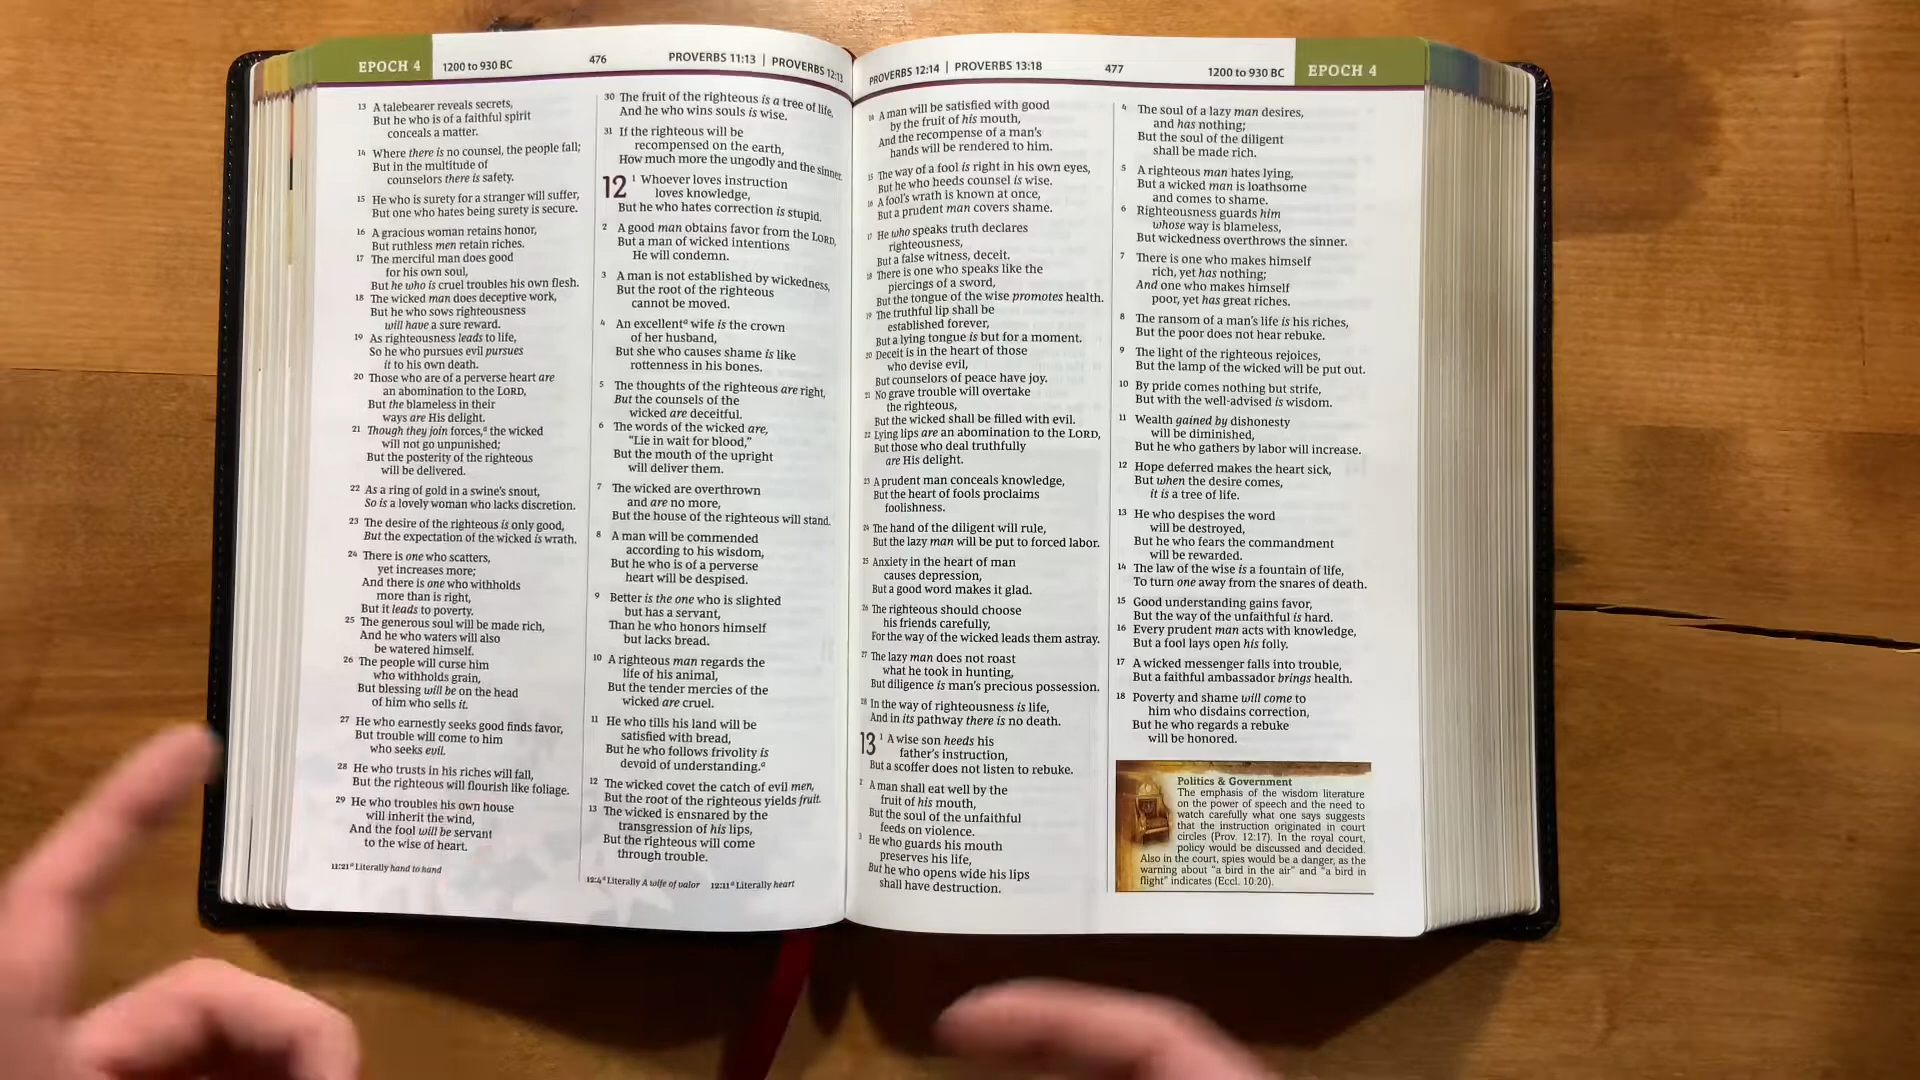 EPOCH 4 1200 to 930 BC 476 PROVERBS 11:13 | PROVERBS 12:13
13 A talebearer reveals secrets,
But he who is of a faithful spirit
conceals a matter.
14 Where there is no counsel, the people fall;
But in the multitude of
counselors there is safety.
15 He who is surety for a stranger will suffer,
But one who hates being surety is secure.
16 A gracious woman retains honor,
But ruthless men retain riches.
17 The merciful man does good
for his own soul,
But he who is cruel troubles his own flesh.
18 The wicked man does deceptive work,
But he who sows righteousness
will have a sure reward.
19 As righteousness leads to life,
So he who pursues evil pursues
it to his own death.
20 Those who are of a perverse heart are
an abomination to the LORD,
But the blameless in their
ways are His delight.
21 Though they join forces,a the wicked
will not go unpunished;
But the posterity of the righteous
will be delivered.
22 As a ring of gold in a swine's snout,
So is a lovely woman who lacks discretion.
23 The desire of the righteous is only good,
But the expectation of the wicked is wrath.
24 There is one who scatters,
yet increases more;
And there is one who withholds
more than is right,
But it leads to poverty.
25 The generous soul will be made rich,
And he who waters will also
be watered himself.
26 The people will curse him
who withholds grain,
But blessing will be on the head
of him who sells it.
27 He who earnestly seeks good finds favor,
But trouble will come to him
who seeks evil.
28 He who trusts in his riches will fall,
But the righteous will flourish like foliage.
29 He who troubles his own house
will inherit the wind,
And the fool will be servant
to the wise of heart.
11:21a Literally hand to hand
30 The fruit of the righteous is a tree of life,
And he who wins souls is wise.
31 If the righteous will be
recompensed on the earth,
How much more the ungodly and the sinner.
12 1 Whoever loves instruction
loves knowledge,
But he who hates correction is stupid.
2 A good man obtains favor from the LORD,
But a man of wicked intentions
He will condemn.
3 A man is not established by wickedness,
But the root of the righteous
cannot be moved.
4 An excellenta wife is the crown
of her husband,
But she who causes shame is like
rottenness in his bones.
5 The thoughts of the righteous are right,
But the counsels of the
wicked are deceitful.
6 The words of the wicked are,
"Lie in wait for blood,"
But the mouth of the upright
will deliver them.
7 The wicked are overthrown
and are no more,
But the house of the righteous will stand.
8 A man will be commended
according to his wisdom,
But he who is of a perverse
heart will be despised.
9 Better is the one who is slighted
but has a servant,
Than he who honors himself
but lacks bread.
10 A righteous man regards the
life of his animal,
But the tender mercies of the
wicked are cruel.
11 He who tills his land will be
satisfied with bread,
But he who follows frivolity is
devoid of understanding.a
12 The wicked covet the catch of evil men,
But the root of the righteous yields fruit.
13 The wicked is ensnared by the
transgression of his lips,
But the righteous will come
through trouble.
12:4a Literally A wife of valor 12:11a Literally heart
PROVERBS 12:14 | PROVERBS 13:18 477 1200 to 930 BC EPOCH 4
14 A man will be satisfied with good
by the fruit of his mouth,
And the recompense of a man's
hands will be rendered to him.
15 The way of a fool is right in his own eyes,
But he who heeds counsel is wise.
16 A fool's wrath is known at once,
But a prudent man covers shame.
17 He who speaks truth declares
righteousness,
But a false witness, deceit.
18 There is one who speaks like the
piercings of a sword,
But the tongue of the wise promotes health.
19 The truthful lip shall be
established forever,
But a lying tongue is but for a moment.
20 Deceit is in the heart of those
who devise evil,
But counselors of peace have joy.
21 No grave trouble will overtake
the righteous,
But the wicked shall be filled with evil.
22 Lying lips are an abomination to the LORD,
But those who deal truthfully
are His delight.
23 A prudent man conceals knowledge,
But the heart of fools proclaims
foolishness.
24 The hand of the diligent will rule,
But the lazy man will be put to forced labor.
25 Anxiety in the heart of man
causes depression,
But a good word makes it glad.
26 The righteous should choose
his friends carefully,
For the way of the wicked leads them astray.
27 The lazy man does not roast
what he took in hunting,
But diligence is man's precious possession.
28 In the way of righteousness is life,
And in its pathway there is no death.
13 1 A wise son heeds his
father's instruction,
But a scoffer does not listen to rebuke.
2 A man shall eat well by the
fruit of his mouth,
But the soul of the unfaithful
feeds on violence.
3 He who guards his mouth
preserves his life,
But he who opens wide his lips
shall have destruction.
4 The soul of a lazy man desires,
and has nothing;
But the soul of the diligent
shall be made rich.
5 A righteous man hates lying,
But a wicked man is loathsome
and comes to shame.
6 Righteousness guards him
whose way is blameless,
But wickedness overthrows the sinner.
7 There is one who makes himself
rich, yet has nothing;
And one who makes himself
poor, yet has great riches.
8 The ransom of a man's life is his riches,
But the poor does not hear rebuke.
9 The light of the righteous rejoices,
But the lamp of the wicked will be put out.
10 By pride comes nothing but strife,
But with the well-advised is wisdom.
11 Wealth gained by dishonesty
will be diminished,
But he who gathers by labor will increase.
12 Hope deferred makes the heart sick,
But when the desire comes,
it is a tree of life.
13 He who despises the word
will be destroyed,
But he who fears the commandment
will be rewarded.
14 The law of the wise is a fountain of life,
To turn one away from the snares of death.
15 Good understanding gains favor,
But the way of the unfaithful is hard.
16 Every prudent man acts with knowledge,
But a fool lays open his folly.
17 A wicked messenger falls into trouble,
But a faithful ambassador brings health.
18 Poverty and shame will come to
him who disdains correction,
But he who regards a rebuke
will be honored.
Politics & Government
The emphasis of the wisdom literature
on the power of speech and the need to
watch carefully what one says suggests
that the instruction originated in court
circles (Prov. 12:17). In the royal court,
policy would be discussed and decided.
Also in the court, spies would be a danger, as the
warning about "a bird in the air" and "a bird in
flight" indicates (Eccl. 10:20).